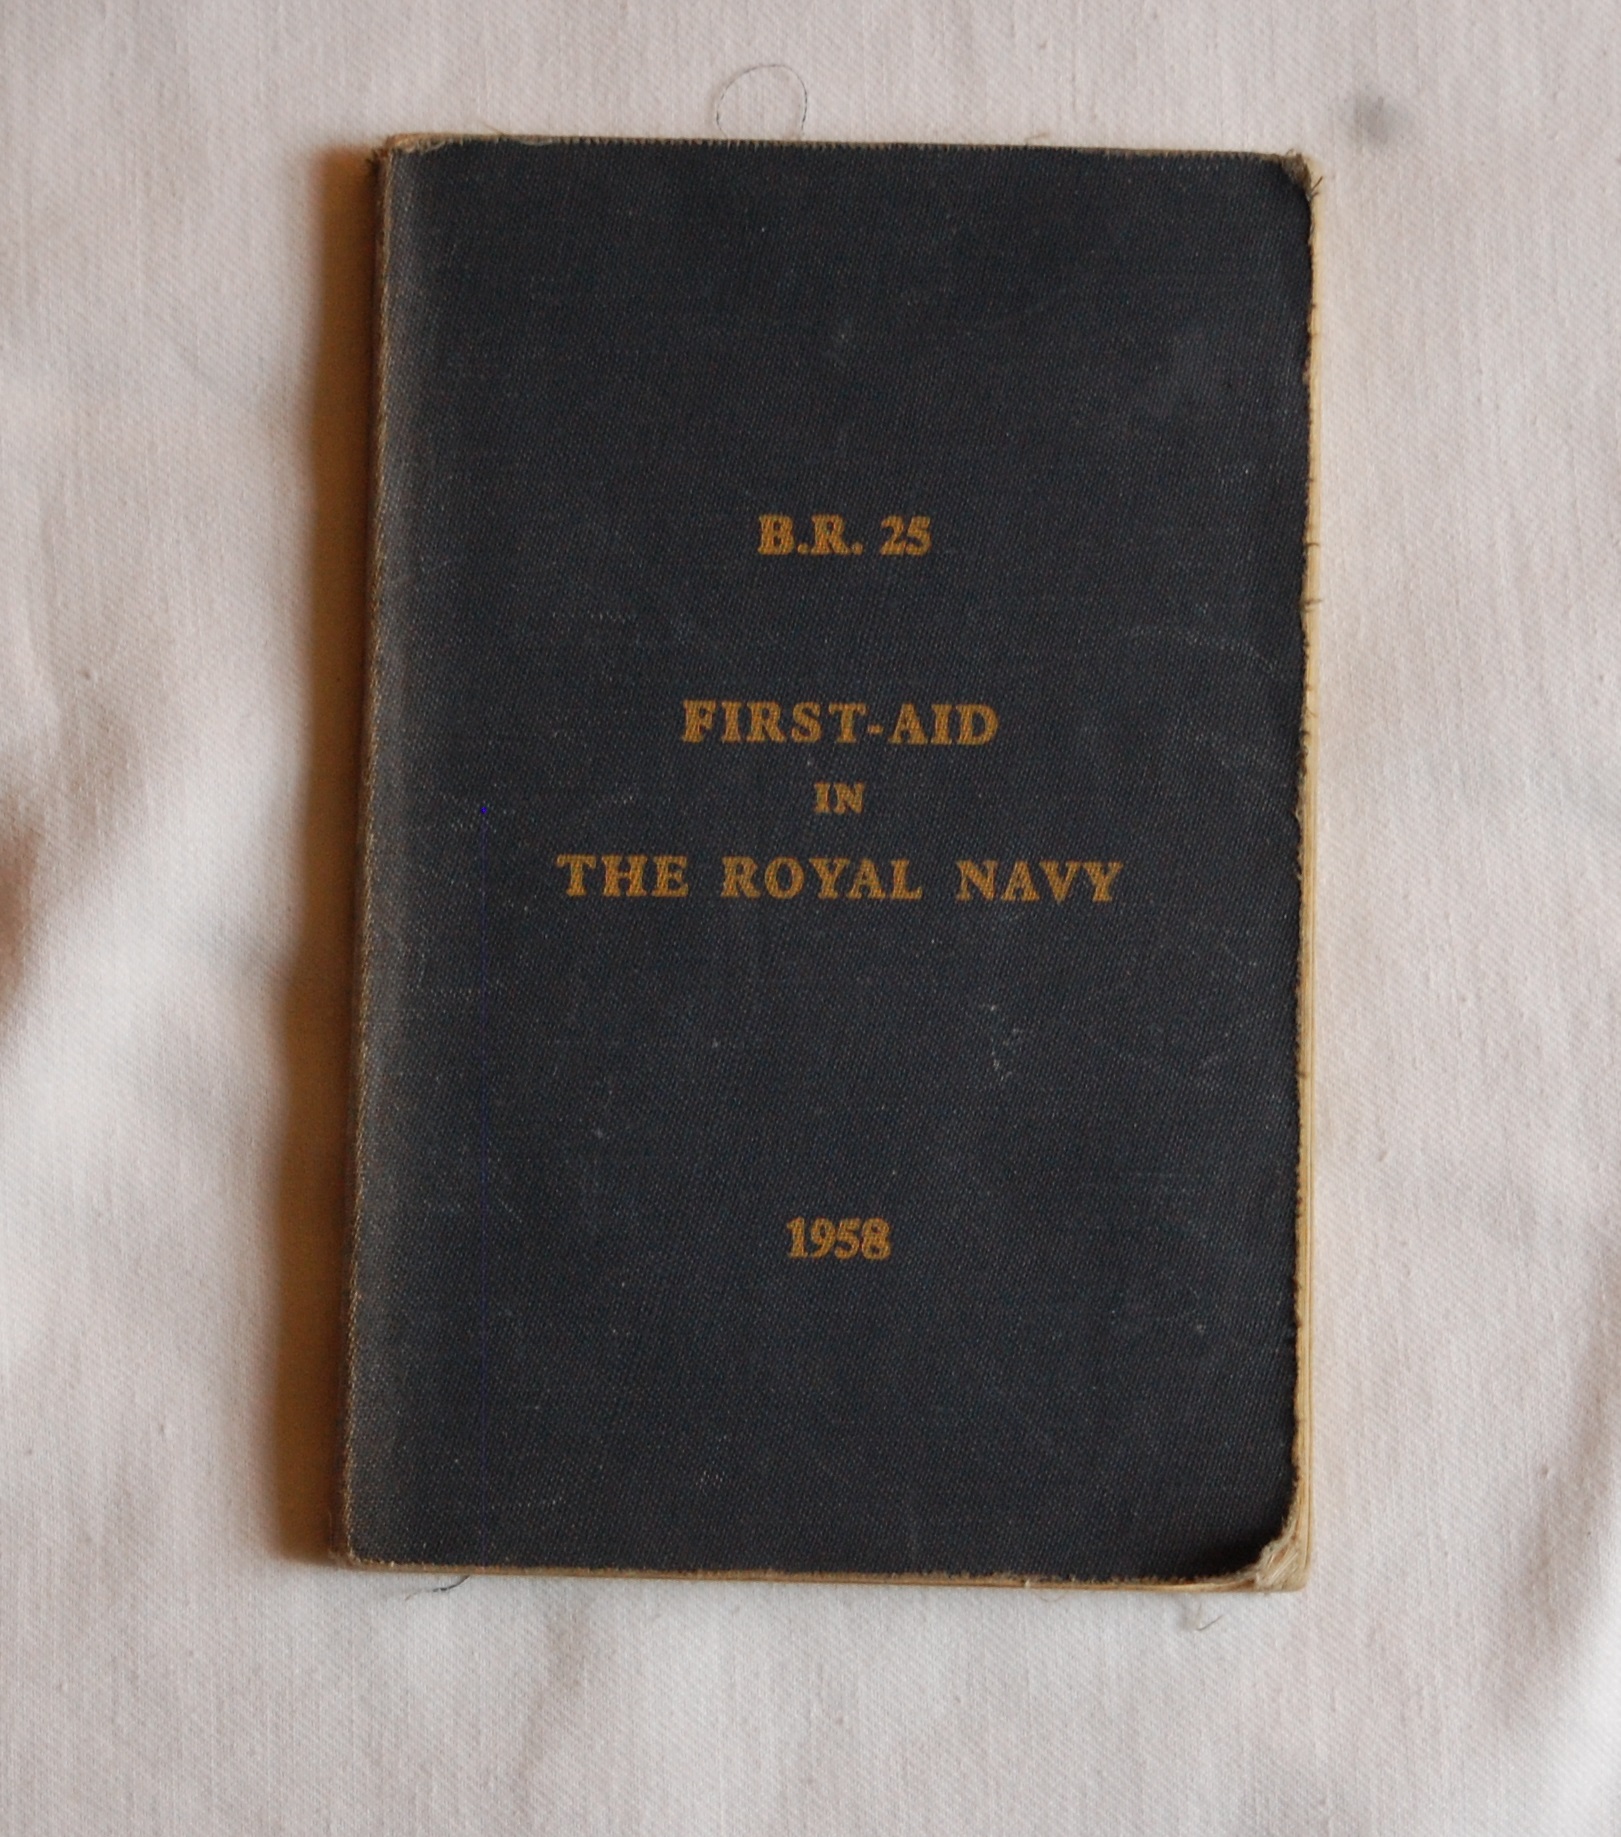 B.R. 25
FIRST-AID
IN
THE ROYAL NAVY
1958